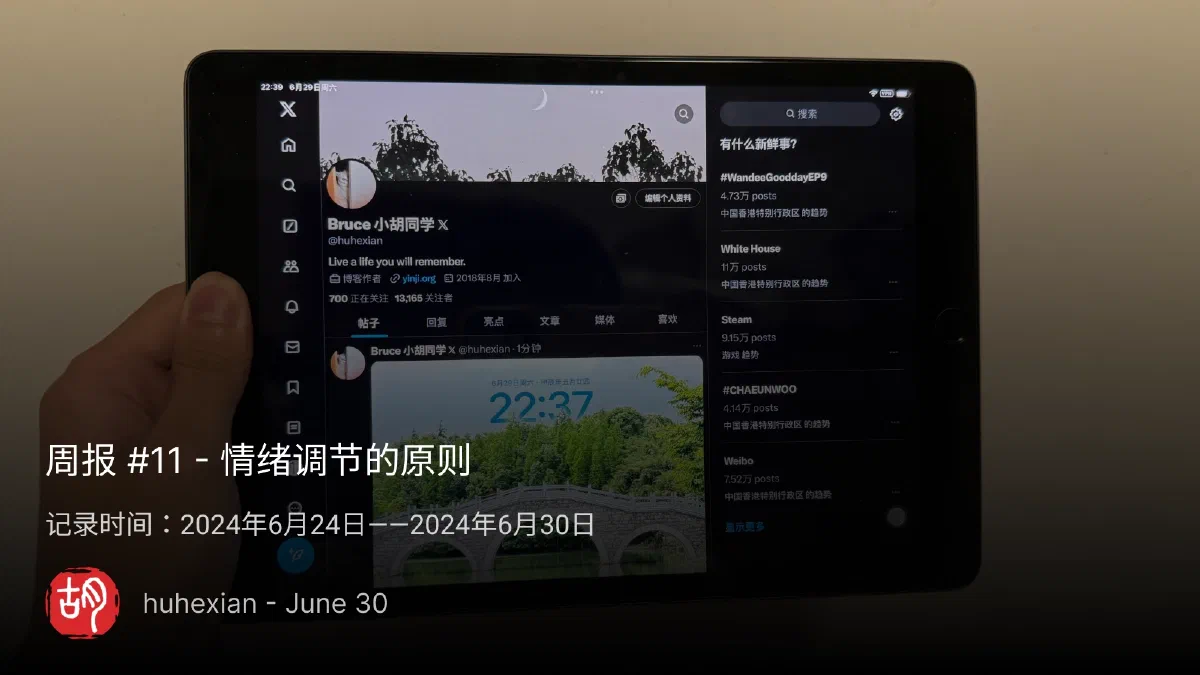 22:39 6月29日周六
VPN
搜索
有什么新鲜事?
#WandeeGooddayEP9
4.73万 posts
中国香港特别行政区 的趋势
编辑个人资料
Bruce 小胡同学 X
@huhexian
Live a life you will remember.
博客作者 yinji.org 2018年8月 加入
700 正在关注 13,165 关注者
帖子 回复 亮点 文章 媒体 喜欢
White House
11万 posts
中国香港特别行政区 的趋势
Steam
9.15万 posts
游戏 趋势
Bruce 小胡同学 X @huhexian · 1分钟
22:37
#CHAEUNWOO
4.14万 posts
中国香港特别行政区 的趋势
Weibo
7.52万 posts
中国香港特别行政区 的趋势
显示更多
周报 #11 - 情绪调节的原则
记录时间：2024年6月24日——2024年6月30日
胡
huhexian - June 30